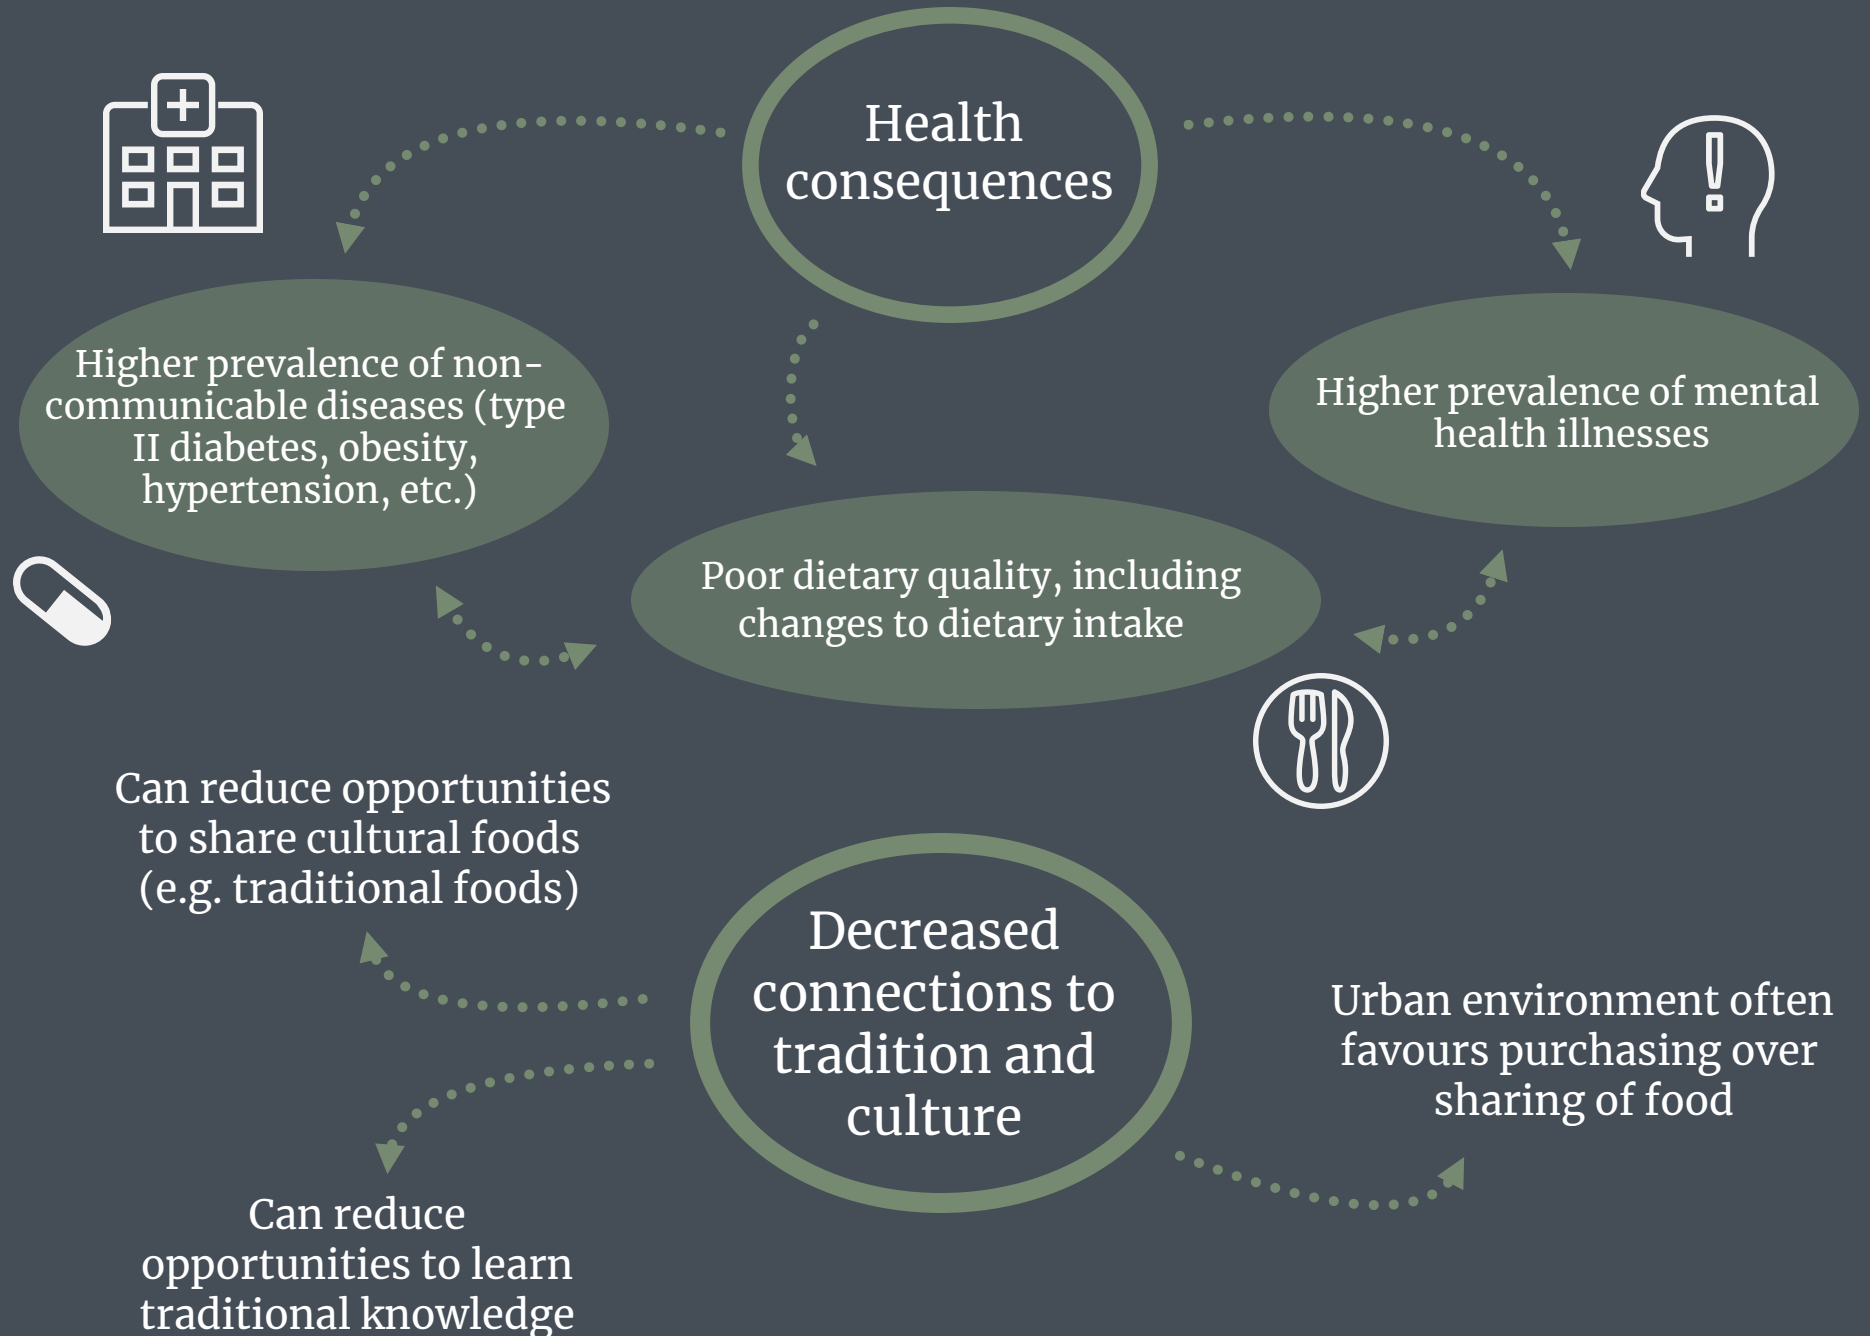 Health
consequences
Higher prevalence of non-
communicable diseases (type
II diabetes, obesity,
hypertension, etc.)
Higher prevalence of mental
health illnesses
Poor dietary quality, including
changes to dietary intake
Can reduce opportunities
to share cultural foods
(e.g. traditional foods)
Decreased
connections to
tradition and
culture
Urban environment often
favours purchasing over
sharing of food
Can reduce
opportunities to learn
traditional knowledge